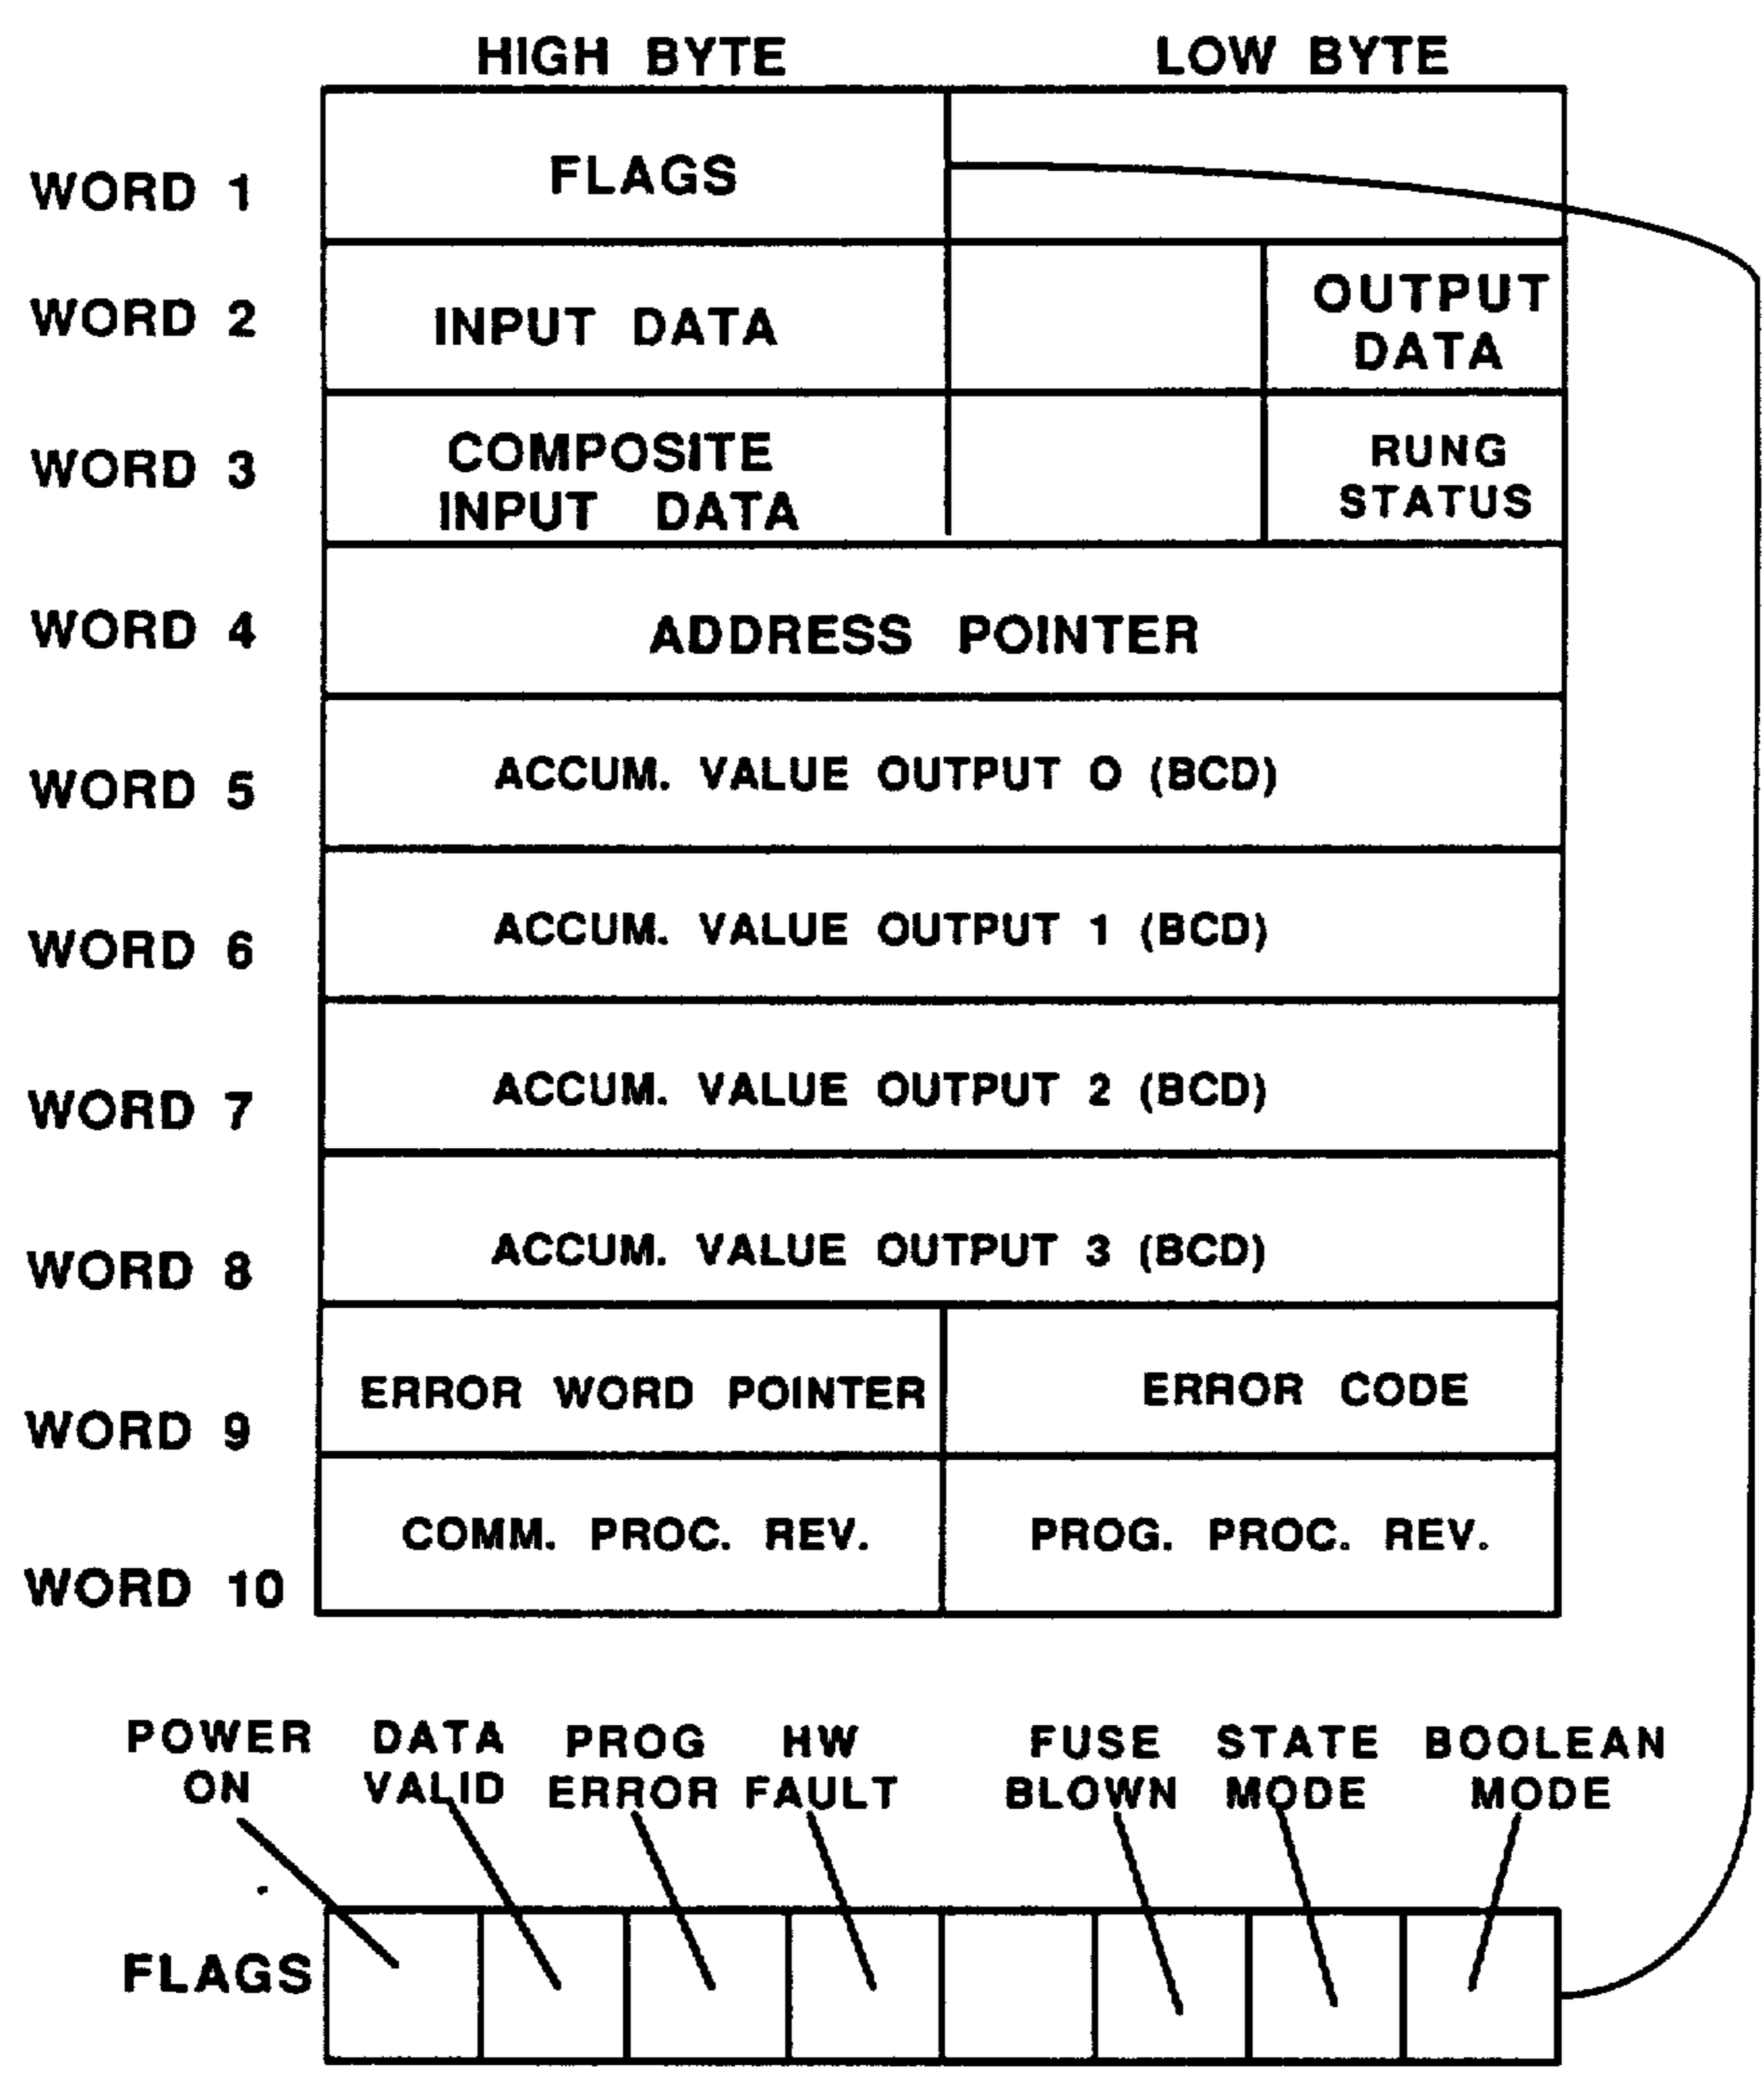 HIGH BYTE LOW BYTE
WORD 1 FLAGS
WORD 2 INPUT DATA OUTPUT DATA
WORD 3 COMPOSITE INPUT DATA RUNG STATUS
WORD 4 ADDRESS POINTER
WORD 5 ACCUM. VALUE OUTPUT 0 (BCD)
WORD 6 ACCUM. VALUE OUTPUT 1 (BCD)
WORD 7 ACCUM. VALUE OUTPUT 2 (BCD)
WORD 8 ACCUM. VALUE OUTPUT 3 (BCD)
WORD 9 ERROR WORD POINTER ERROR CODE
WORD 10 COMM. PROC. REV. PROG. PROC. REV.
POWER ON
DATA VALID
PROG ERROR
HW FAULT
FUSE BLOWN
STATE MODE
BOOLEAN MODE
FLAGS